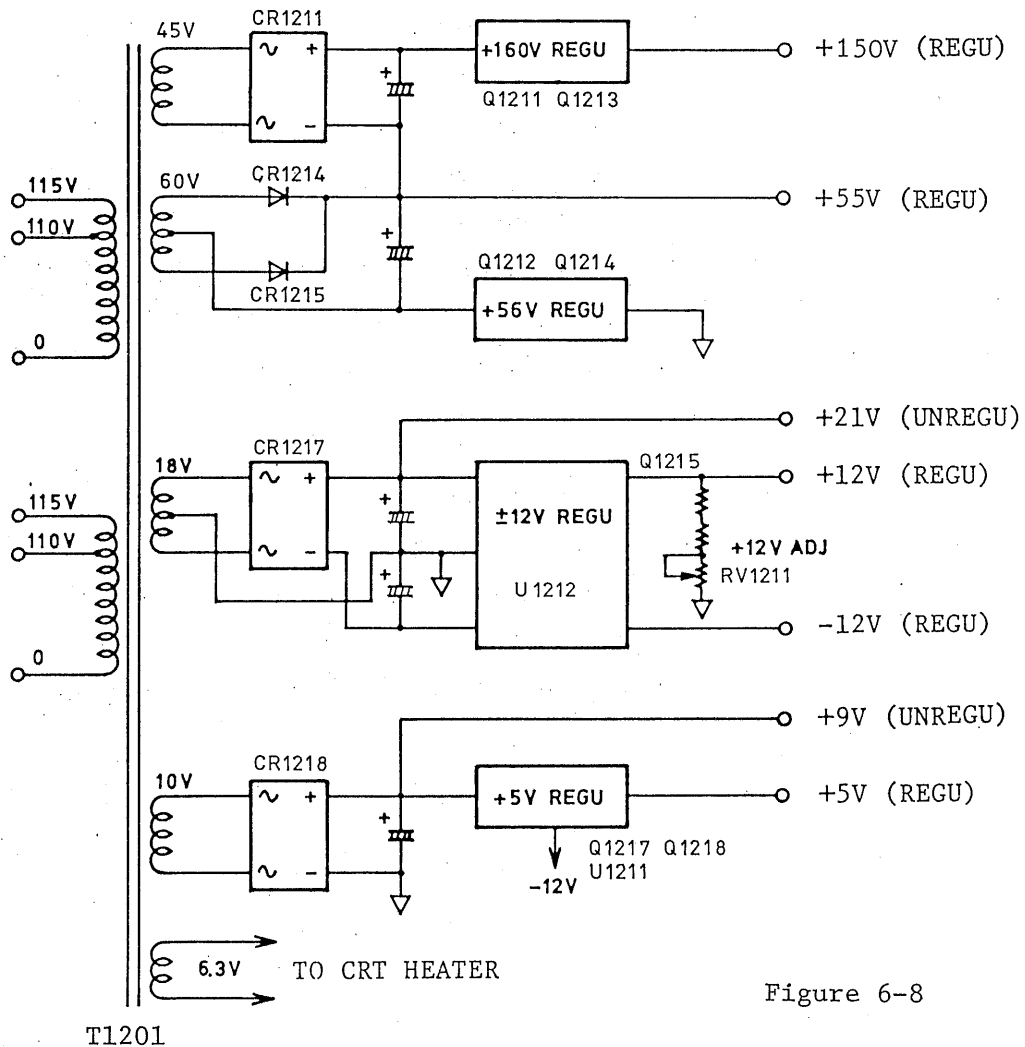 45V
CR1211
~ +
~ -
+
+160V REGU
Q1211 Q1213
+150V (REGU)
115V
110V
0
60V
CR1214
CR1215
+
+55V (REGU)
Q1212 Q1214
+56V REGU
+21V (UNREGU)
18V
CR1217
~ +
~ -
+
+
±12V REGU
U1212
Q1215
+12V (REGU)
+12V ADJ
RV1211
-12V (REGU)
115V
110V
0
+9V (UNREGU)
10V
CR1218
~ +
~ -
+
+5V REGU
+5V (REGU)
Q1217 Q1218
U1211
-12V
6.3V
TO CRT HEATER
Figure 6-8
T1201